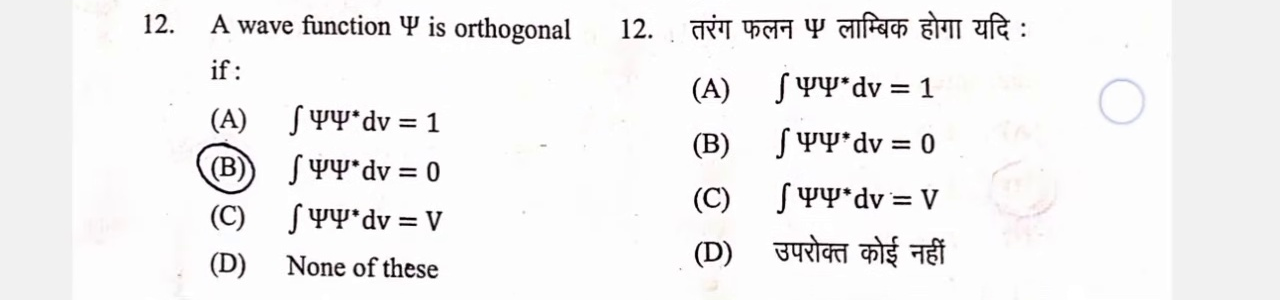 12. A wave function Ψ is orthogonal
if :
(A) ∫ ΨΨ*dv = 1
(B) ∫ ΨΨ*dv = 0
(C) ∫ ΨΨ*dv = V
(D) None of these
12. तरंग फलन Ψ लाम्बिक होगा यदि :
(A) ∫ ΨΨ*dv = 1
(B) ∫ ΨΨ*dv = 0
(C) ∫ ΨΨ*dv = V
(D) उपरोक्त कोई नहीं